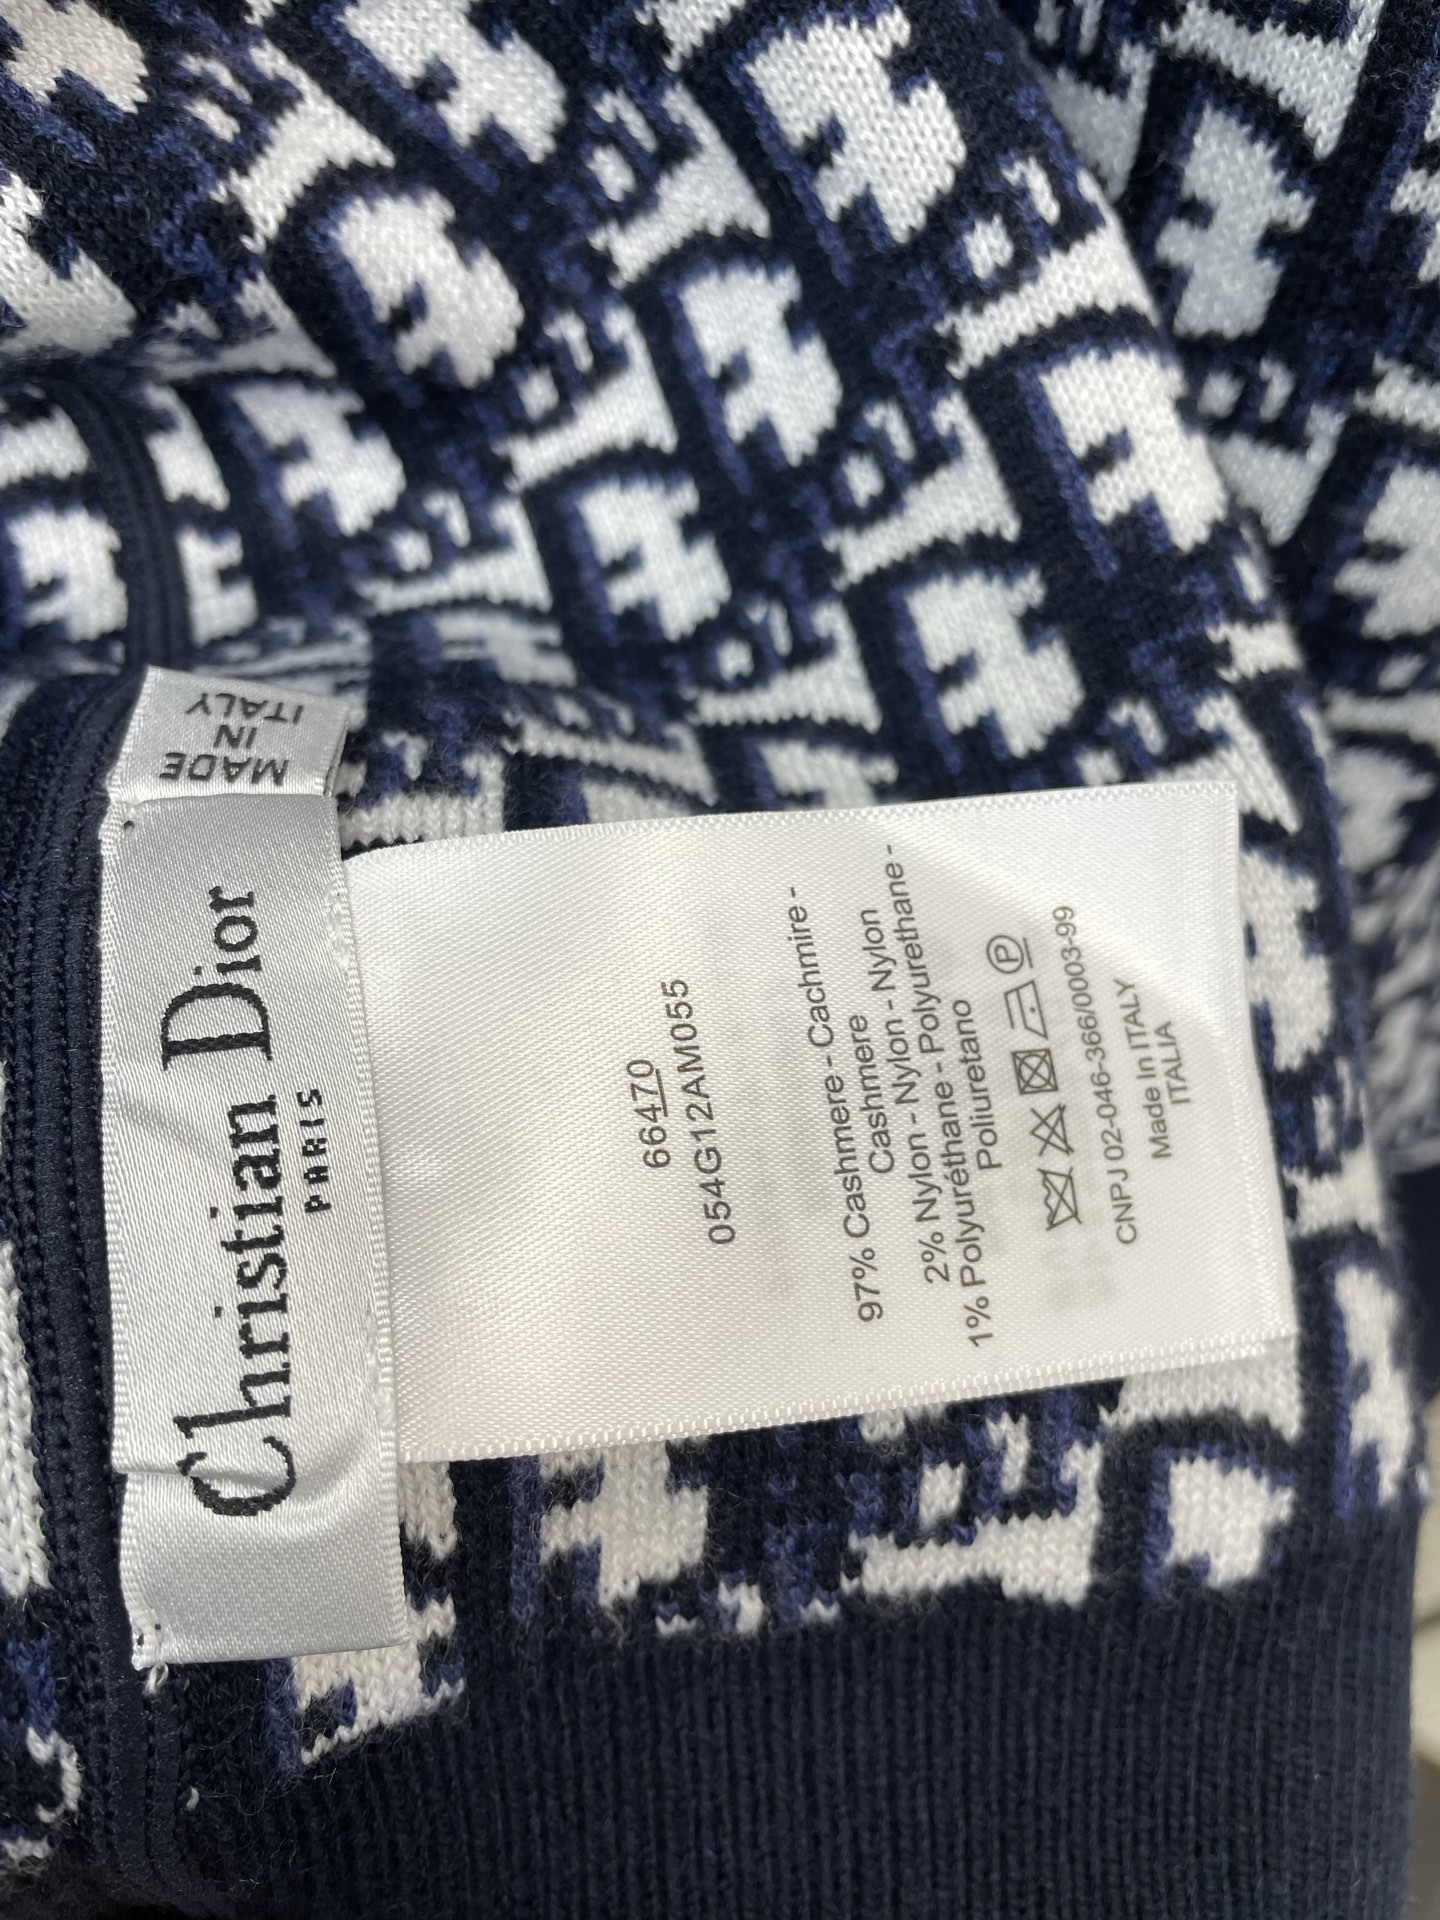 MADE
IN
ITALY
Christian Dior
PARIS
66470
054G12AM055
97% Cashmere - Cachmire -
Cashmere
Cashmere - Nylon
2% Nylon - Nylon - Nylon
1% Polyuréthane - Polyurethane -
Poliuretano
P
CNPJ 02-046-366/0003-99
Made In ITALY
ITALIA